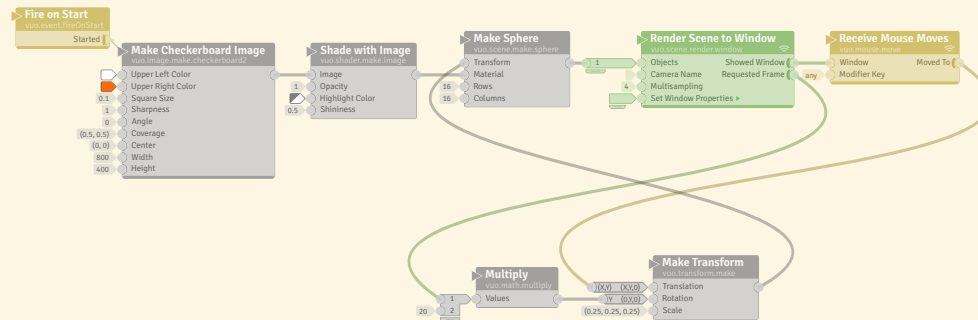 Fire on Start
vuo.event.fireOnStart
Started
Make Checkerboard Image
vuo.image.make.checkerboard2
Upper Left Color
Upper Right Color
0.1 Square Size
1 Sharpness
0 Angle
(0.5, 0.5) Coverage
(0, 0) Center
800 Width
400 Height
Shade with Image
vuo.shader.make.image
Image
1 Opacity
Highlight Color
0.5 Shininess
Make Sphere
vuo.scene.make.sphere
Transform
Material
16 Rows
16 Columns
Render Scene to Window
vuo.scene.render.window
1 Objects Showed Window
Camera Name Requested Frame
4 Multisampling
Set Window Properties ▸
Receive Mouse Moves
vuo.mouse.move
Window Moved To
any Modifier Key
Multiply
vuo.math.multiply
1 Values
20 2
Make Transform
vuo.transform.make
(X,Y) (X,Y,0) Translation
Y (0,Y,0) Rotation
(0.25, 0.25, 0.25) Scale